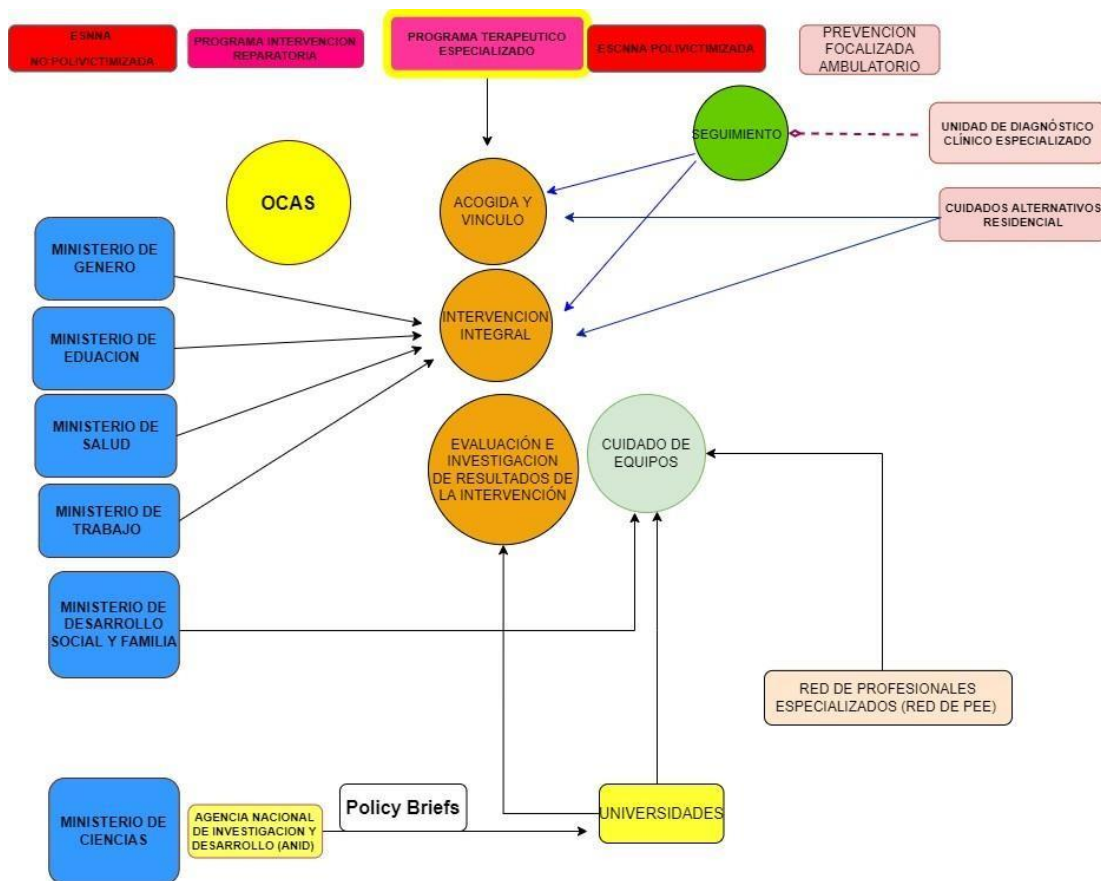 ESNNA
NO.POLIVICTIMIZADA
PROGRAMA INTERVENCION
REPARATORIA
PROGRAMA TERAPEUTICO
ESPECIALIZADO
ESCNNA POLIVICTIMIZADA
PREVENCION
FOCALIZADA
AMBULATORIO
SEGUIMIENTO
UNIDAD DE DIAGNÓSTICO
CLÍNICO ESPECIALIZADO
OCAS
ACOGIDA Y
VINCULO
CUIDADOS ALTERNATIVOS
RESIDENCIAL
MINISTERIO DE
GENERO
INTERVENCION
INTEGRAL
MINISTERIO DE
EDUACION
MINISTERIO DE
SALUD
EVALUACIÓN E
INVESTIGACION
DE RESULTADOS DE
LA INTERVENCIÓN
CUIDADO DE
EQUIPOS
MINISTERIO DE
TRABAJO
MINISTERIO DE
DESARROLLO
SOCIAL Y FAMILIA
RED DE PROFESIONALES
ESPECIALIZADOS (RED DE PEE)
MINISTERIO DE
CIENCIAS
AGENCIA NACIONAL
DE INVESTIGACION Y
DESARROLLO (ANID)
Policy Briefs
UNIVERSIDADES